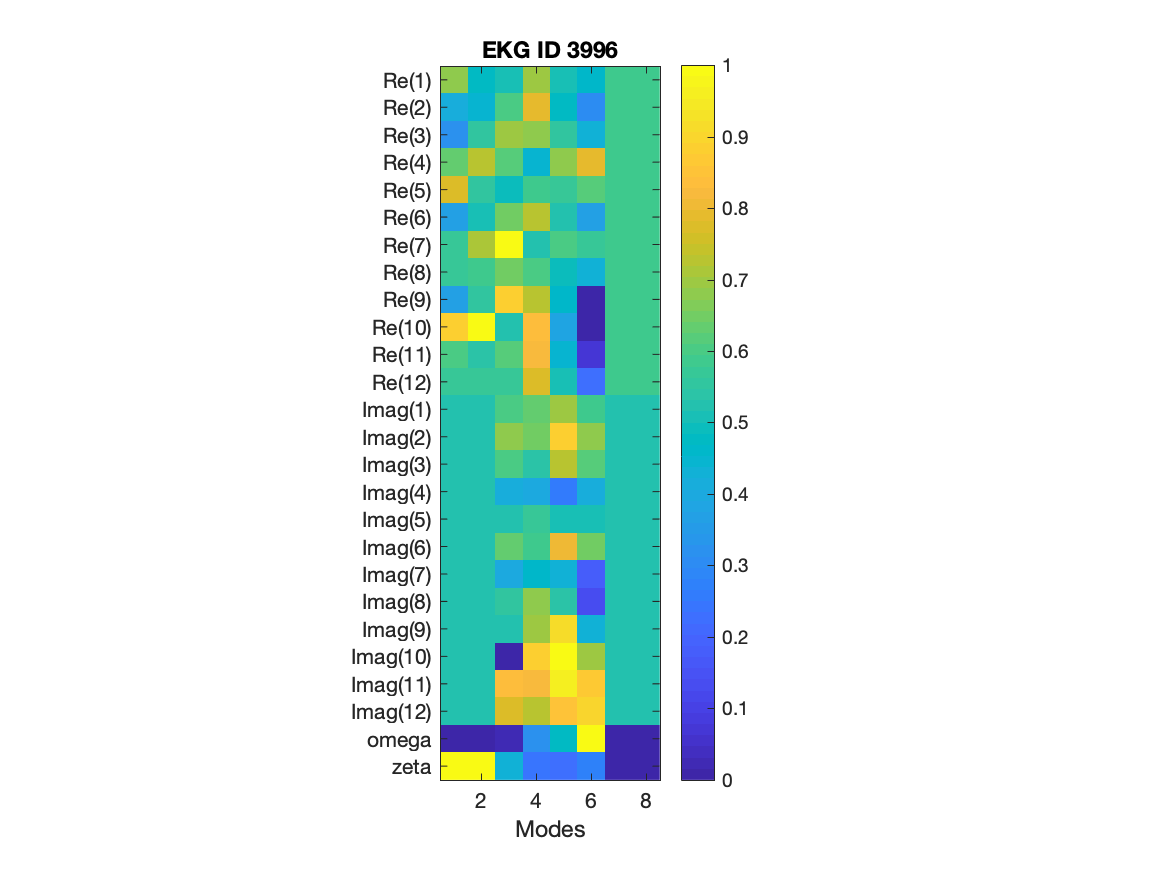 EKG ID 3996
Re(1)
Re(2)
Re(3)
Re(4)
Re(5)
Re(6)
Re(7)
Re(8)
Re(9)
Re(10)
Re(11)
Re(12)
Imag(1)
Imag(2)
Imag(3)
Imag(4)
Imag(5)
Imag(6)
Imag(7)
Imag(8)
Imag(9)
Imag(10)
Imag(11)
Imag(12)
omega
zeta
2 4 6 8
Modes
1
0.9
0.8
0.7
0.6
0.5
0.4
0.3
0.2
0.1
0